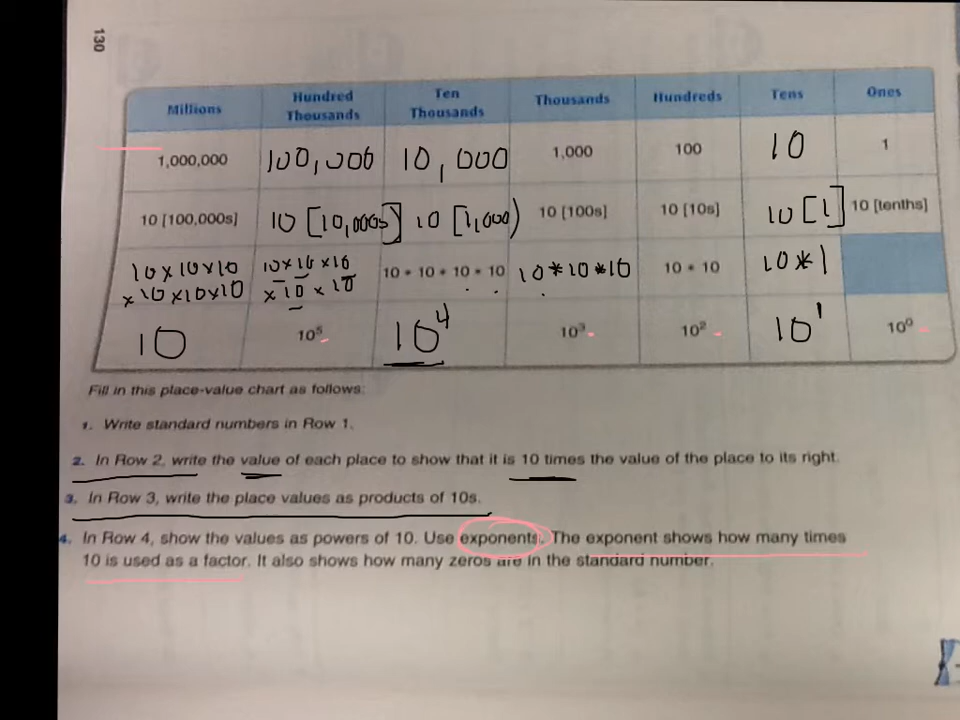 130
Millions Hundred Thousands Ten Thousands Thousands Hundreds Tens Ones
1,000,000 100,000 10,000 1,000 100 10 1
10 [100,000s] 10 [10,000s] 10 [1,000) 10 [100s] 10 [10s] 10 [1] 10 [tenths]
10×10×10 ×10×10×10 10×10×10 ×10×10 10 * 10 * 10 * 10 10*10*10 10 * 10 10*1
10 10⁵ 10⁴ 10³ 10² 10¹ 10⁰
Fill in this place-value chart as follows:
1. Write standard numbers in Row 1.
2. In Row 2, write the value of each place to show that it is 10 times the value of the place to its right.
3. In Row 3, write the place values as products of 10s.
4. In Row 4, show the values as powers of 10. Use exponents. The exponent shows how many times
10 is used as a factor. It also shows how many zeros are in the standard number.